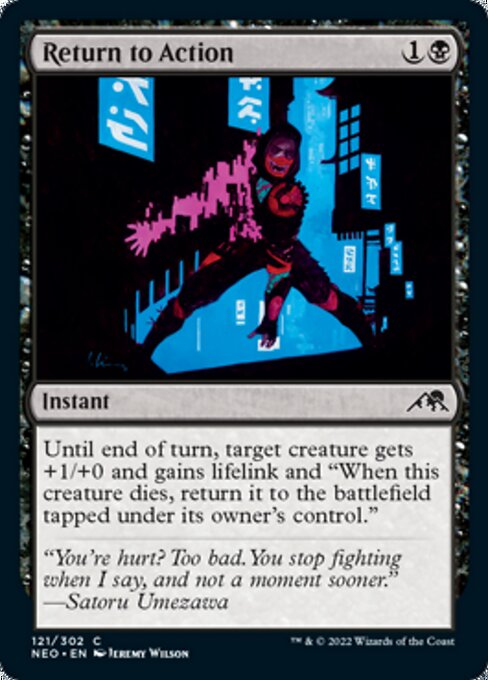 Return to Action 1
Instant
Until end of turn, target creature gets
+1/+0 and gains lifelink and “When this
creature dies, return it to the battlefield
tapped under its owner’s control.”
“You’re hurt? Too bad. You stop fighting
when I say, and not a moment sooner.”
—Satoru Umezawa
121/302 C
NEO • EN Jeremy Wilson
™ & © 2022 Wizards of the Coast